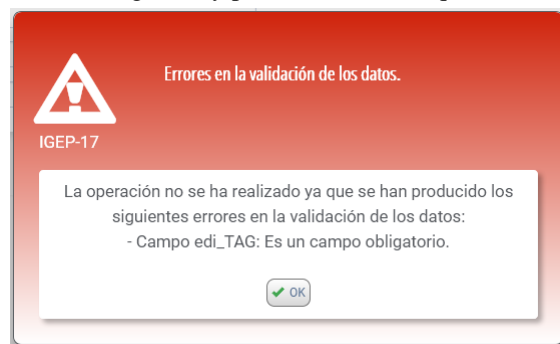 Errores en la validación de los datos.
IGEP-17
La operación no se ha realizado ya que se han producido los
siguientes errores en la validación de los datos:
- Campo edi_TAG: Es un campo obligatorio.
OK